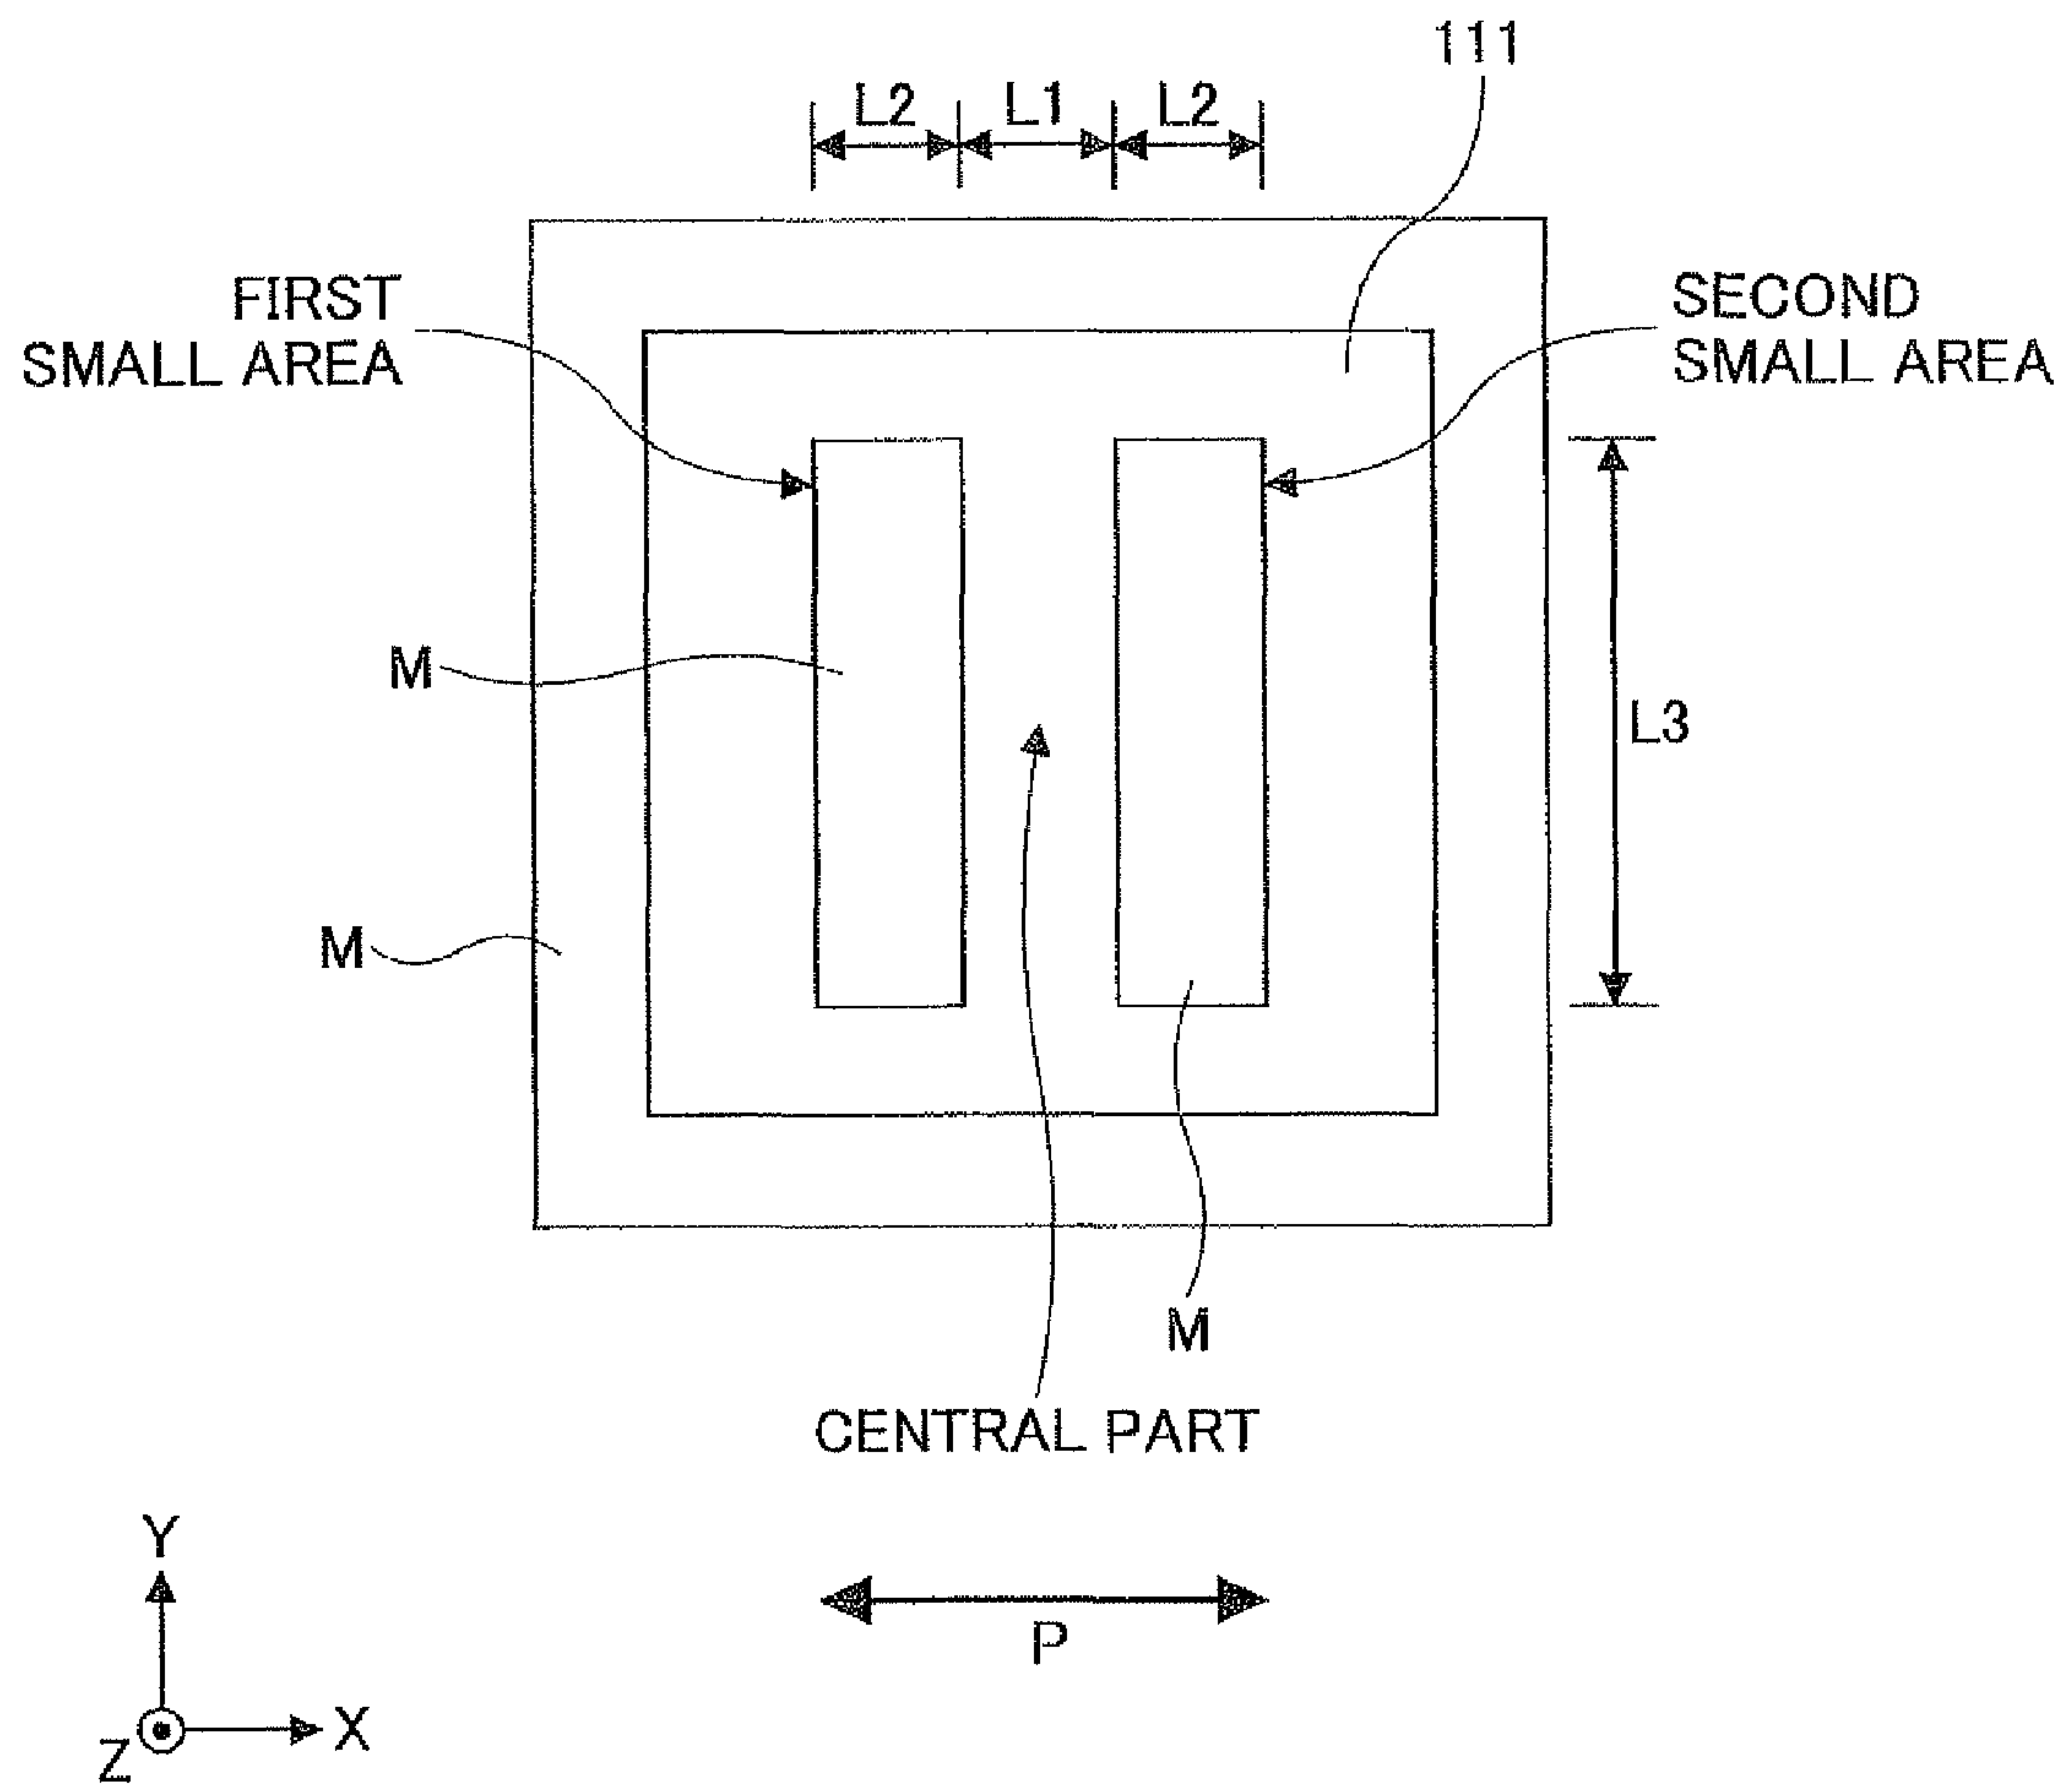 111
L2 L1 L2
FIRST
SMALL AREA
SECOND
SMALL AREA
M
L3
M
M
CENTRAL PART
P
Y
X
Z